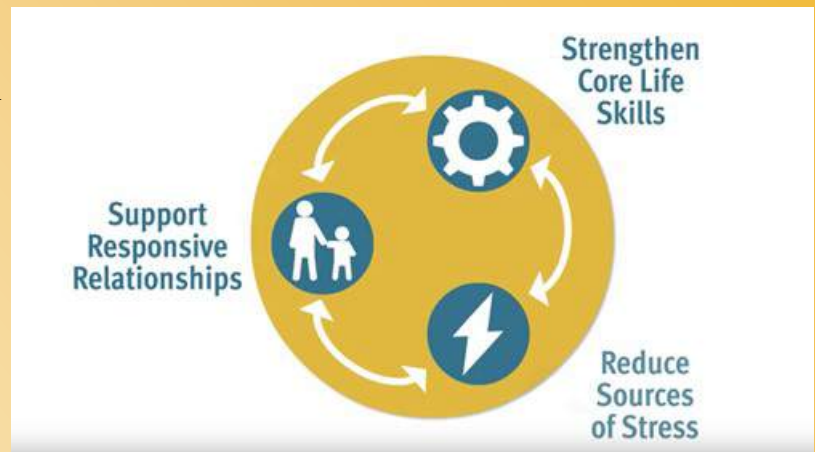 Strengthen
Core Life
Skills
Support
Responsive
Relationships
Reduce
Sources
of Stress